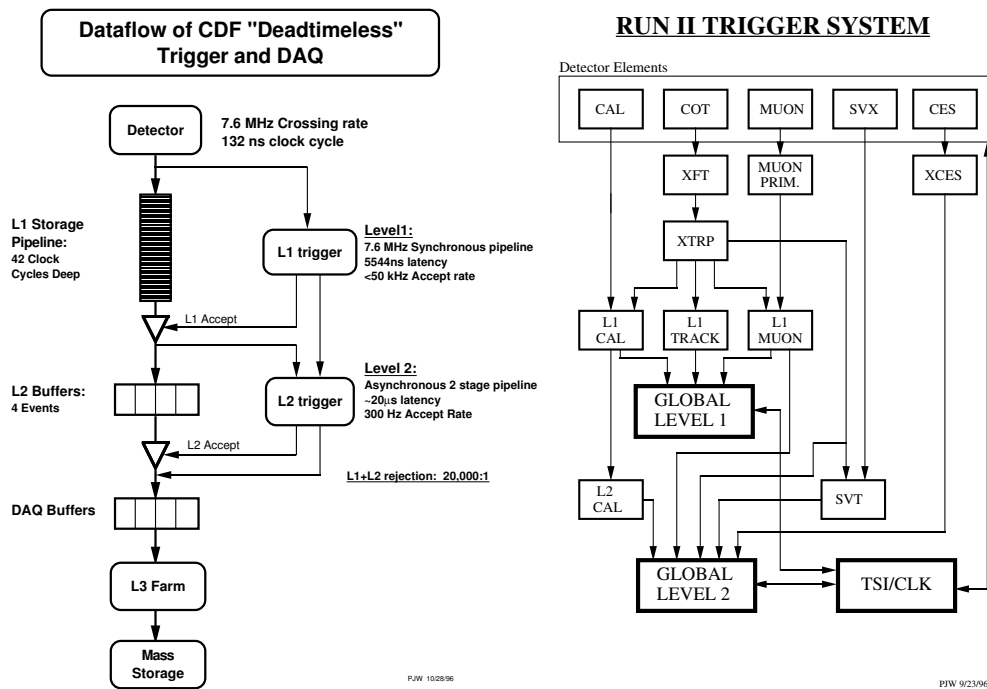 Dataflow of CDF "Deadtimeless"
Trigger and DAQ
Detector
7.6 MHz Crossing rate
132 ns clock cycle
L1 Storage
Pipeline:
42 Clock
Cycles Deep
L1 trigger
Level1:
7.6 MHz Synchronous pipeline
5544ns latency
<50 kHz Accept rate
L1 Accept
L2 Buffers:
4 Events
L2 trigger
Level 2:
Asynchronous 2 stage pipeline
~20µs latency
300 Hz Accept Rate
L2 Accept
L1+L2 rejection: 20,000:1
DAQ Buffers
L3 Farm
Mass
Storage
PJW 10/28/96
RUN II TRIGGER SYSTEM
Detector Elements
CAL
COT
MUON
SVX
CES
XFT
MUON
PRIM.
XCES
XTRP
L1
CAL
L1
TRACK
L1
MUON
GLOBAL
LEVEL 1
L2
CAL
SVT
GLOBAL
LEVEL 2
TSI/CLK
PJW 9/23/96